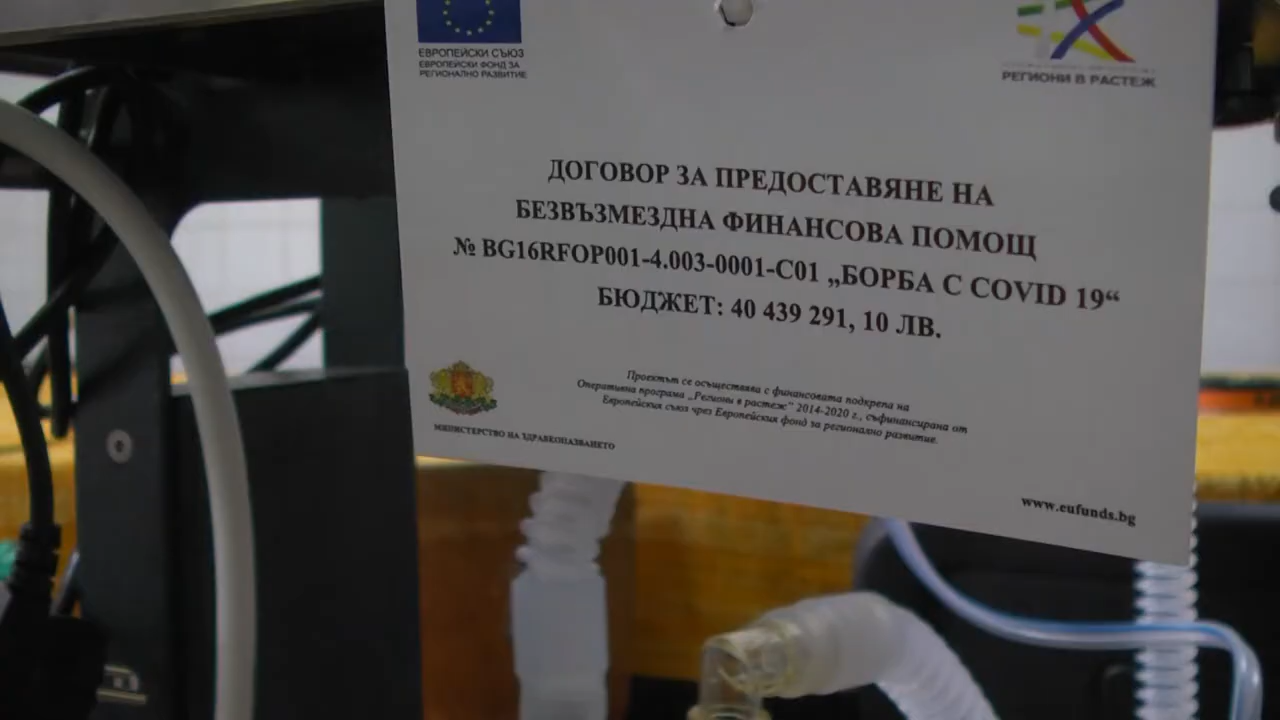 ЕВРОПЕЙСКИ СЪЮЗ
ЕВРОПЕЙСКИ ФОНД ЗА
РЕГИОНАЛНО РАЗВИТИЕ
РЕГИОНИ В РАСТЕЖ
ДОГОВОР ЗА ПРЕДОСТАВЯНЕ НА
БЕЗВЪЗМЕЗДНА ФИНАНСОВА ПОМОЩ
№ BG16RFOP001-4.003-0001-C01 „БОРБА С COVID 19“
БЮДЖЕТ: 40 439 291, 10 ЛВ.
Проектът се осъществява с финансовата подкрепа на
Оперативна програма „Региони в растеж“ 2014-2020 г., съфинансирана от
Европейския съюз чрез Европейския фонд за регионално развитие.
МИНИСТЕРСТВО НА ЗДРАВЕОПАЗВАНЕТО
www.eufunds.bg